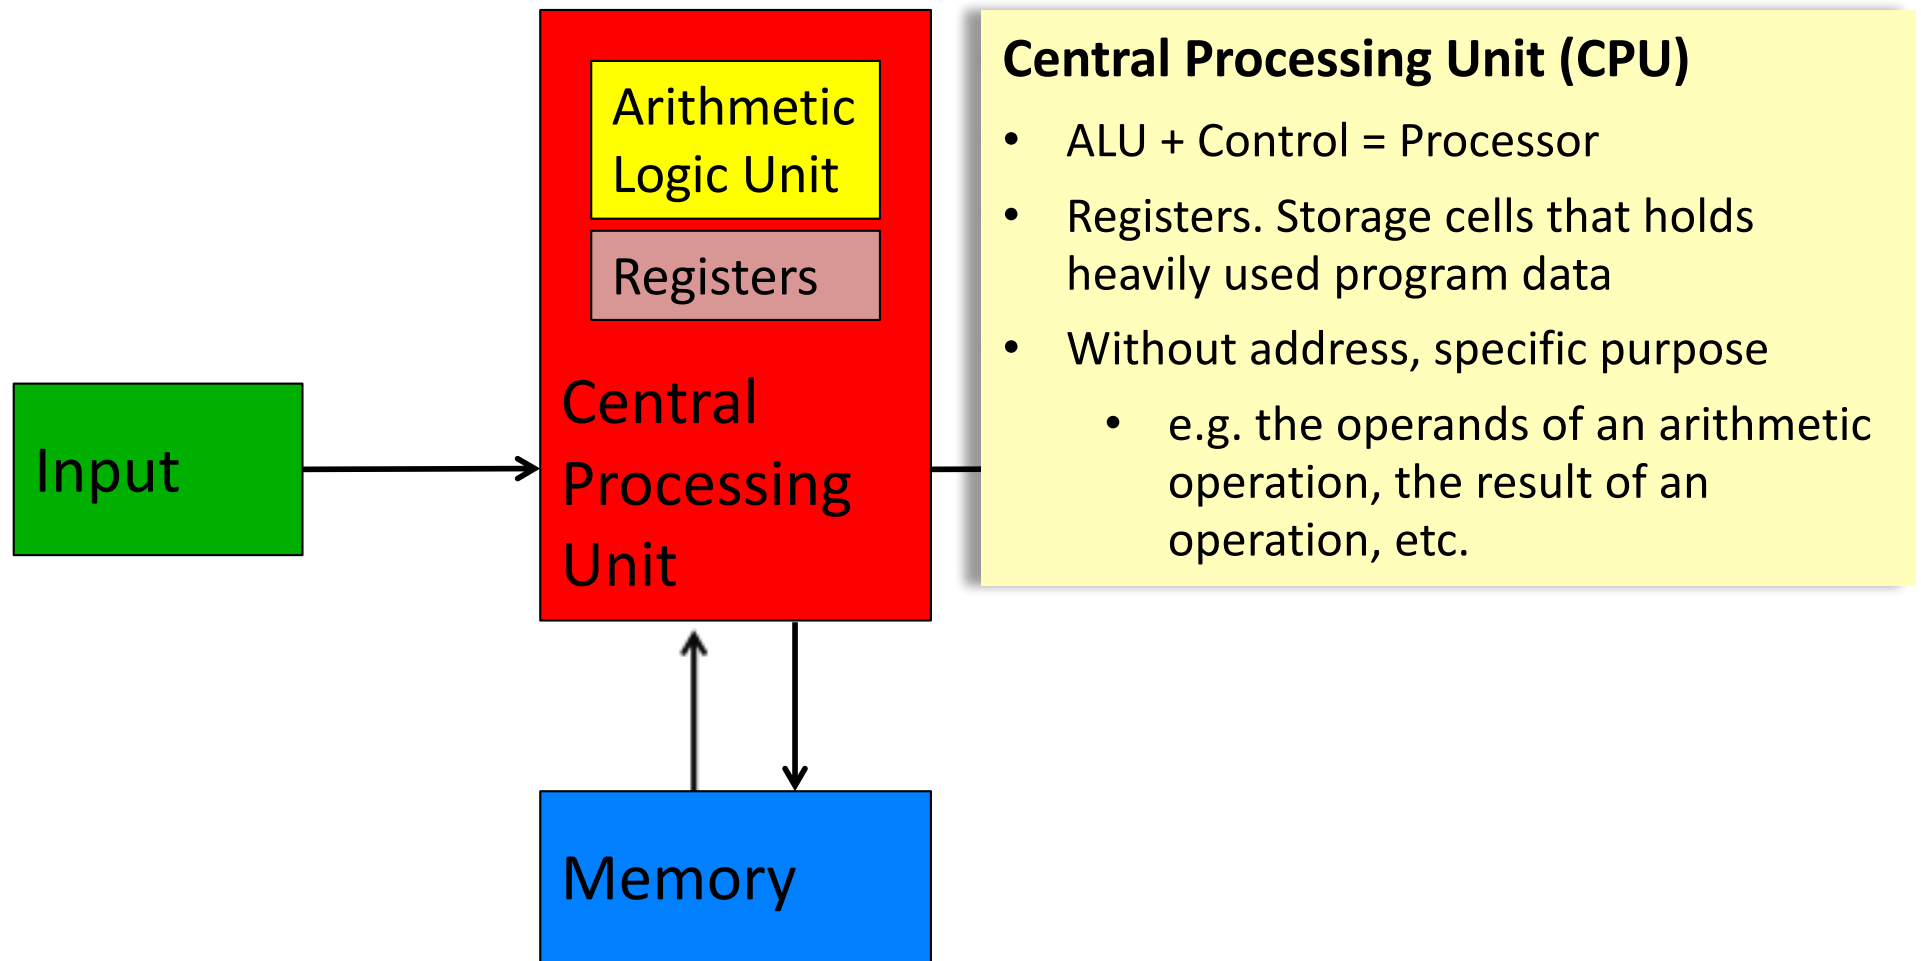 Arithmetic
Logic Unit
Registers
Central
Processing
Unit
Input
Memory
Central Processing Unit (CPU)
• ALU + Control = Processor
• Registers. Storage cells that holds
heavily used program data
• Without address, specific purpose
• e.g. the operands of an arithmetic
operation, the result of an
operation, etc.